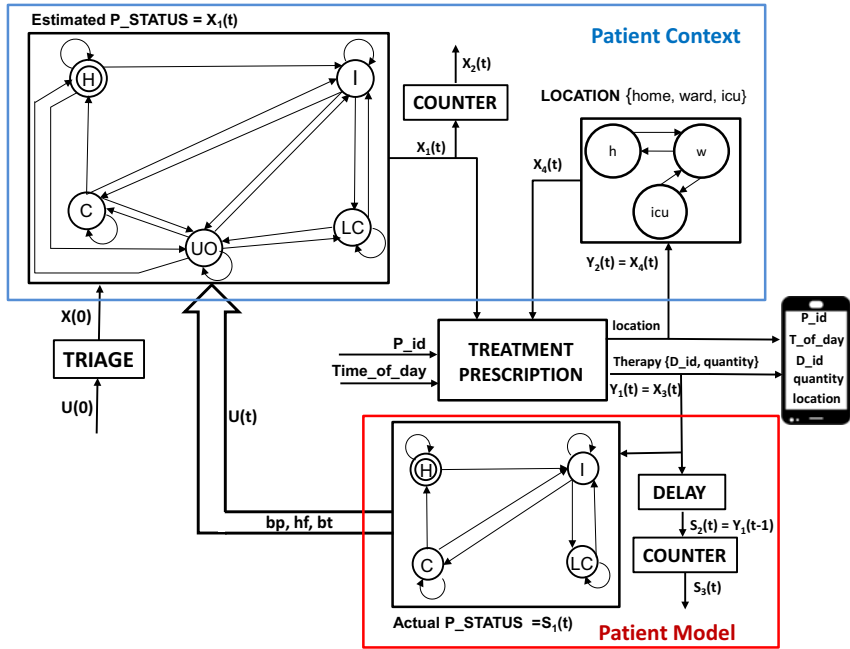 Estimated P_STATUS = X₁(t)
Patient Context
H
I
C
UO
LC
X₂(t)
COUNTER
X₁(t)
LOCATION {home, ward, icu}
h
w
icu
X₄(t)
Y₂(t) = X₄(t)
X(0)
TRIAGE
U(0)
U(t)
P_id
Time_of_day
TREATMENT
PRESCRIPTION
location
Therapy {D_id, quantity}
Y₁(t) = X₃(t)
P_id
T_of_day
D_id
quantity
location
H
I
C
LC
bp, hf, bt
DELAY
S₂(t) = Y₁(t-1)
COUNTER
S₃(t)
Actual P_STATUS =S₁(t)
Patient Model